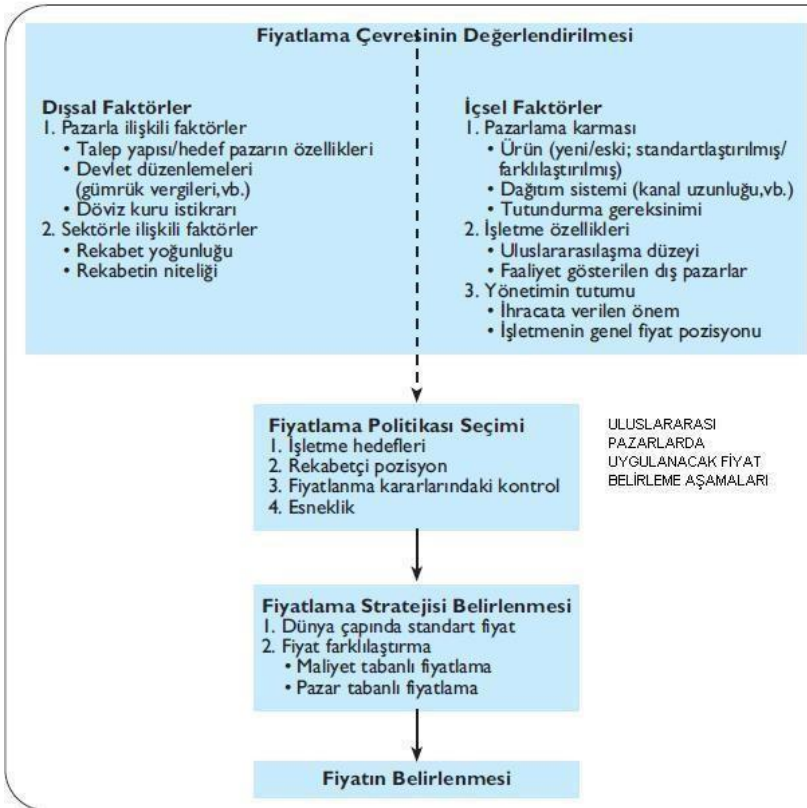 Fiyatlama Çevresinin Değerlendirilmesi
Dışsal Faktörler
1. Pazarla ilişkili faktörler
• Talep yapısı/hedef pazarın özellikleri
• Devlet düzenlemeleri
(gümrük vergileri,vb.)
• Döviz kuru istikrarı
2. Sektörle ilişkili faktörler
• Rekabet yoğunluğu
• Rekabetin niteliği
İçsel Faktörler
1. Pazarlama karması
• Ürün (yeni/eski; standartlaştırılmış/
farklılaştırılmış)
• Dağıtım sistemi (kanal uzunluğu,vb.)
• Tutundurma gereksinimi
2. İşletme özellikleri
• Uluslararasılaşma düzeyi
• Faaliyet gösterilen dış pazarlar
3. Yönetimin tutumu
• İhracata verilen önem
• İşletmenin genel fiyat pozisyonu
Fiyatlama Politikası Seçimi
1. İşletme hedefleri
2. Rekabetçi pozisyon
3. Fiyatlanma kararlarındaki kontrol
4. Esneklik
ULUSLARARASI
PAZARLARDA
UYGULANACAK FİYAT
BELİRLEME AŞAMALARI
Fiyatlama Stratejisi Belirlenmesi
1. Dünya çapında standart fiyat
2. Fiyat farklılaştırma
• Maliyet tabanlı fiyatlama
• Pazar tabanlı fiyatlama
Fiyatın Belirlenmesi